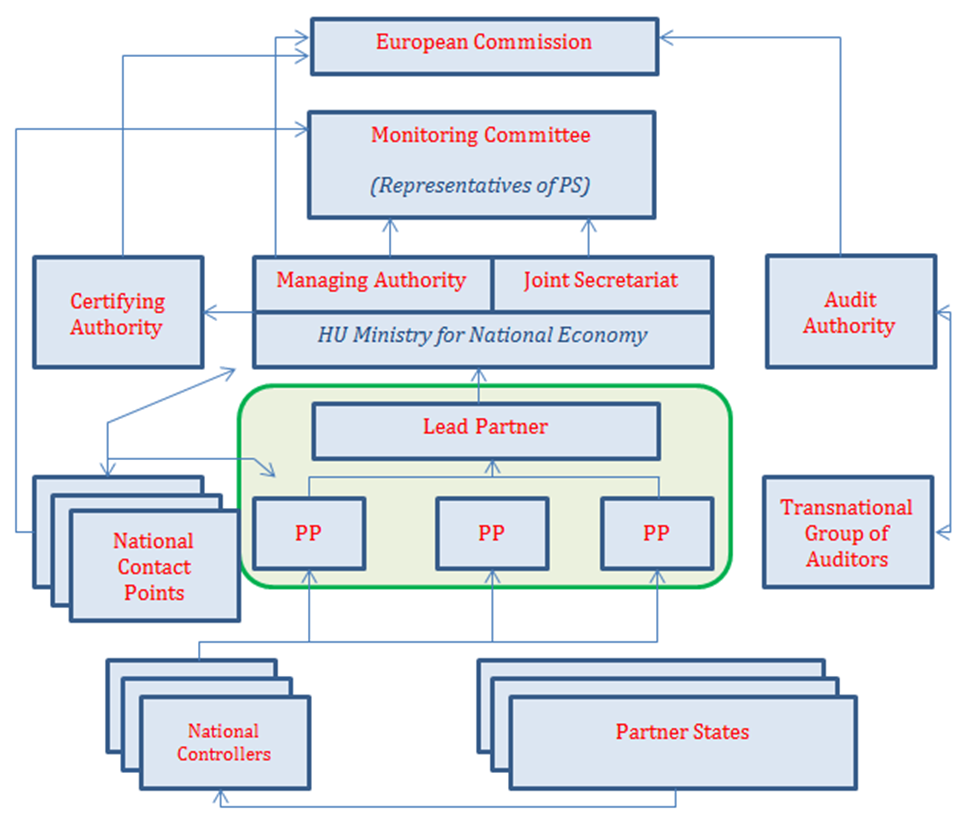 European Commission
Monitoring Committee
(Representatives of PS)
Managing Authority
Joint Secretariat
HU Ministry for National Economy
Certifying
Authority
Audit
Authority
Lead Partner
PP
PP
PP
National
Contact
Points
Transnational
Group of
Auditors
National
Controllers
Partner States